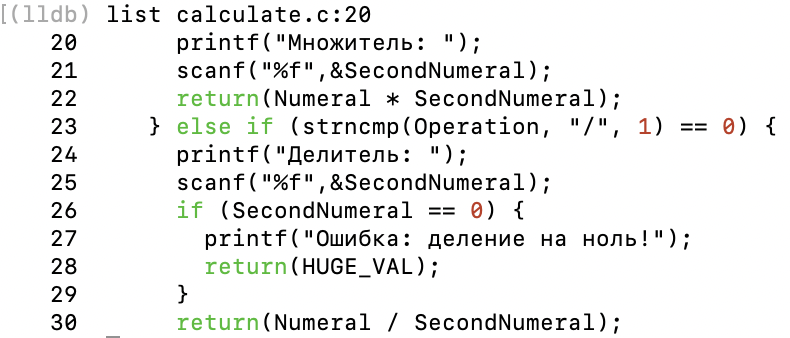 [(lldb) list calculate.c:20
   20         printf("Множитель: ");
   21         scanf("%f",&SecondNumeral);
   22         return(Numeral * SecondNumeral);
   23       } else if (strncmp(Operation, "/", 1) == 0) {
   24         printf("Делитель: ");
   25         scanf("%f",&SecondNumeral);
   26         if (SecondNumeral == 0) {
   27           printf("Ошибка: деление на ноль!");
   28           return(HUGE_VAL);
   29         }
   30         return(Numeral / SecondNumeral);